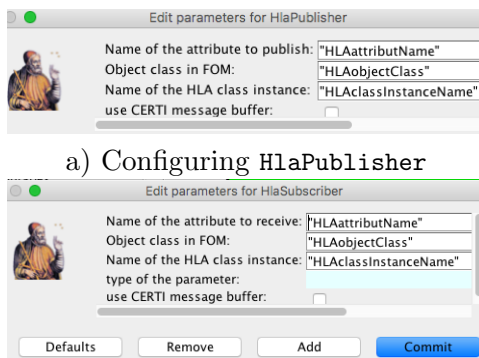 Edit parameters for HlaPublisher
Name of the attribute to publish: "HLAattributName"
Object class in FOM: "HLAobjectClass"
Name of the HLA class instance: "HLAclassInstanceName"
use CERTI message buffer:
a) Configuring HlaPublisher
Edit parameters for HlaSubscriber
Name of the attribute to receive: "HLAattributName"
Object class in FOM: "HLAobjectClass"
Name of the HLA class instance: "HLAclassInstanceName"
type of the parameter:
use CERTI message buffer:
Defaults Remove Add Commit